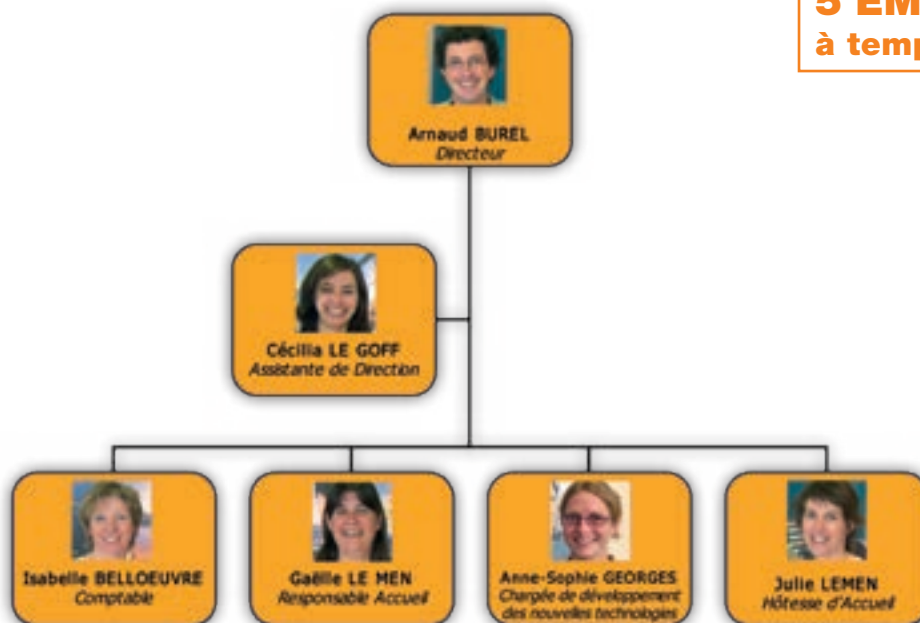 5 EM
à temp
Arnaud BUREL
Directeur
Cécilia LE GOFF
Assistante de Direction
Isabelle BELLOEUVRE
Comptable
Gaëlle LE MEN
Responsable Accueil
Anne-Sophie GEORGES
Chargée de développement
des nouvelles technologies
Julie LEMEN
Hôtesse d'Accueil